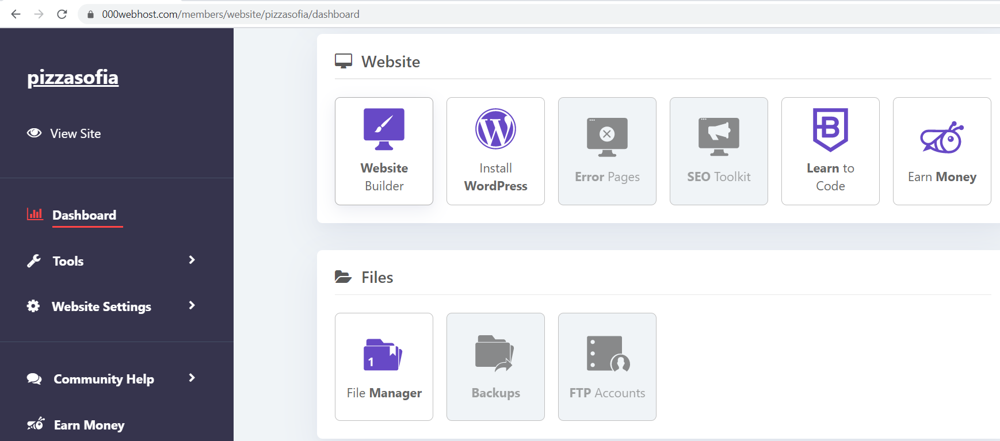 000webhost.com/members/website/pizzasofia/dashboard
pizzasofia
View Site
Dashboard
Tools
Website Settings
Community Help
Earn Money
Website
Website
Builder
Install
WordPress
Error Pages
SEO Toolkit
B
Learn to
Code
Earn Money
Files
1
File Manager
Backups
FTP Accounts